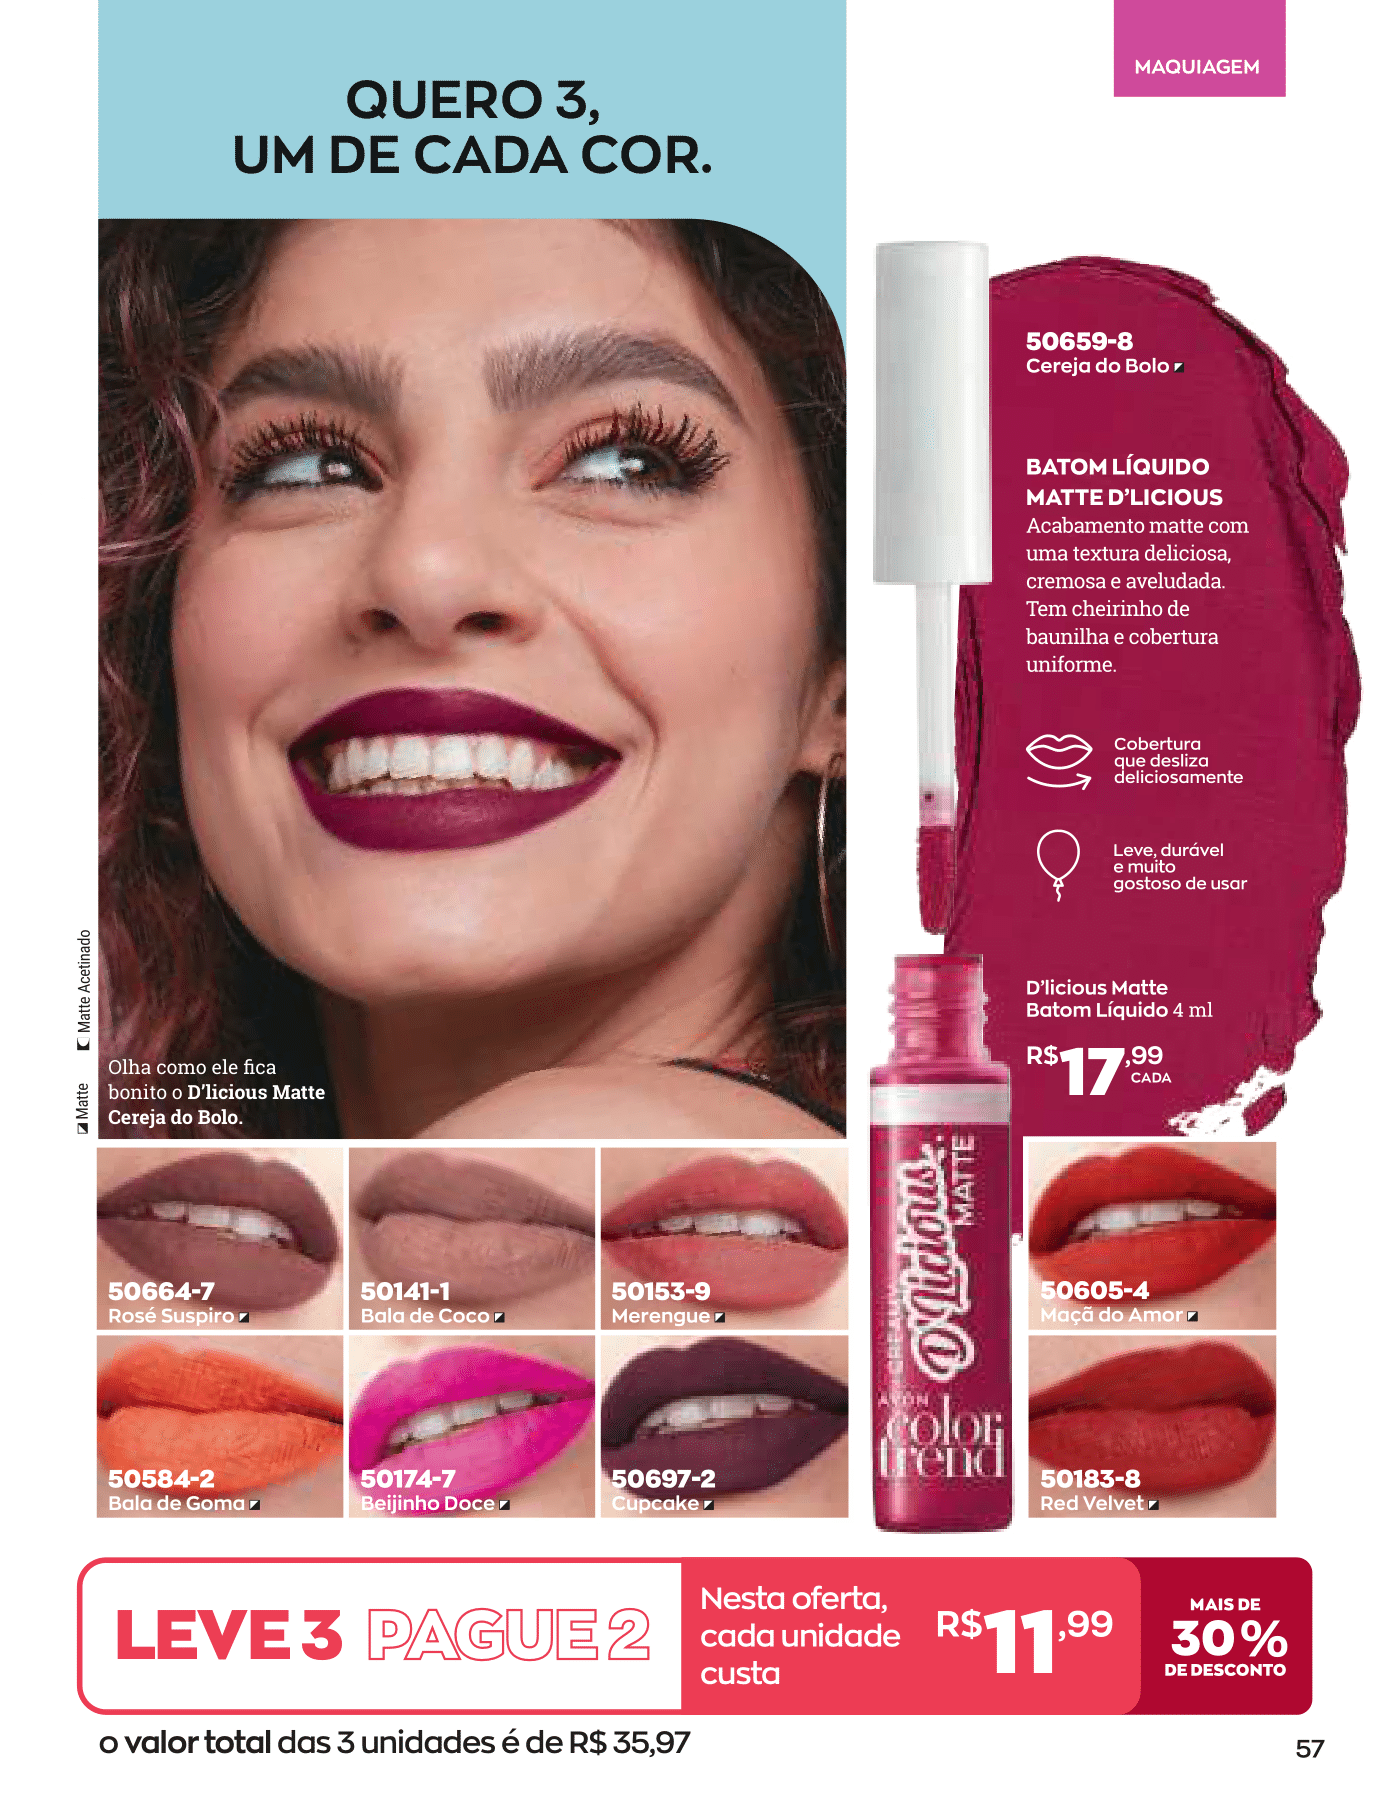 MAQUIAGEM
QUERO 3,
UM DE CADA COR.
50659-8
Cereja do Bolo
BATOM LÍQUIDO
MATTE D'LICIOUS
Acabamento matte com
uma textura deliciosa,
cremosa e aveludada.
Tem cheirinho de
baunilha e cobertura
uniforme.
Cobertura
que desliza
deliciosamente
Leve, durável
e muito
gostoso de usar
D'licious Matte
Batom Líquido 4 ml
R$17,99
CADA
Matte Matte Acetinado
Olha como ele fica
bonito o D'licious Matte
Cereja do Bolo.
50664-7
Rosé Suspiro
50141-1
Bala de Coco
50153-9
Merengue
50605-4
Maçã do Amor
50584-2
Bala de Goma
50174-7
Beijinho Doce
50697-2
Cupcake
50183-8
Red Velvet
D'licious
MATTE
AVON
color
trend
LEVE 3 PAGUE 2
Nesta oferta,
cada unidade
custa
R$11,99
MAIS DE
30%
DE DESCONTO
o valor total das 3 unidades é de R$ 35,97
57